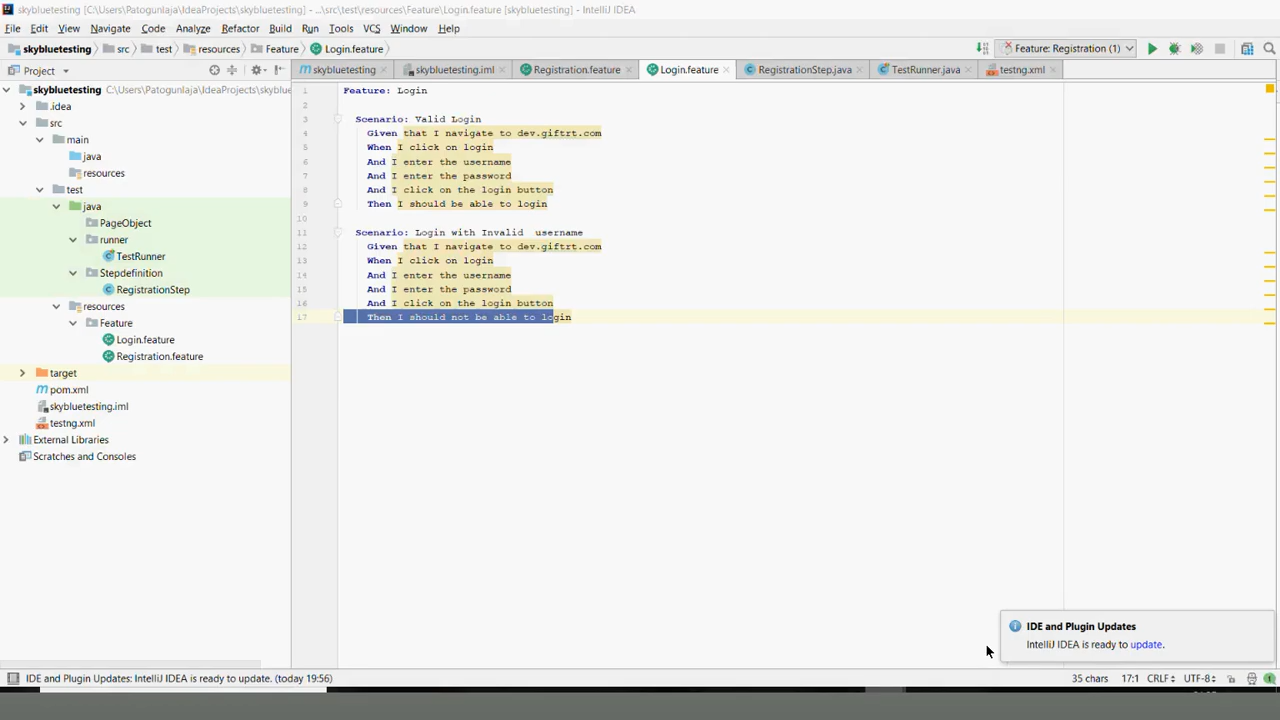 skybluetesting [C:\Users\Patogunlaja\IdeaProjects\skybluetesting] - ...\src\test\resources\Feature\Login.feature [skybluetesting] - IntelliJ IDEA
File Edit View Navigate Code Analyze Refactor Build Run Tools VCS Window Help
skybluetesting src test resources Feature Login.feature
Feature: Registration (1)
Project
skybluetesting skybluetesting.iml Registration.feature Login.feature RegistrationStep.java TestRunner.java testng.xml
skybluetesting C:\Users\Patogunlaja\IdeaProjects\skyblue
.idea
src
main
java
resources
test
java
PageObject
runner
TestRunner
Stepdefinition
RegistrationStep
resources
Feature
Login.feature
Registration.feature
target
pom.xml
skybluetesting.iml
testng.xml
External Libraries
Scratches and Consoles
1 Feature: Login
2
3 Scenario: Valid Login
4 Given that I navigate to dev.giftrt.com
5 When I click on login
6 And I enter the username
7 And I enter the password
8 And I click on the login button
9 Then I should be able to login
10
11 Scenario: Login with Invalid  username
12 Given that I navigate to dev.giftrt.com
13 When I click on login
14 And I enter the username
15 And I enter the password
16 And I click on the login button
17 Then I should not be able to login
IDE and Plugin Updates
IntelliJ IDEA is ready to update.
IDE and Plugin Updates: IntelliJ IDEA is ready to update. (today 19:56)
35 chars 17:1 CRLF UTF-8